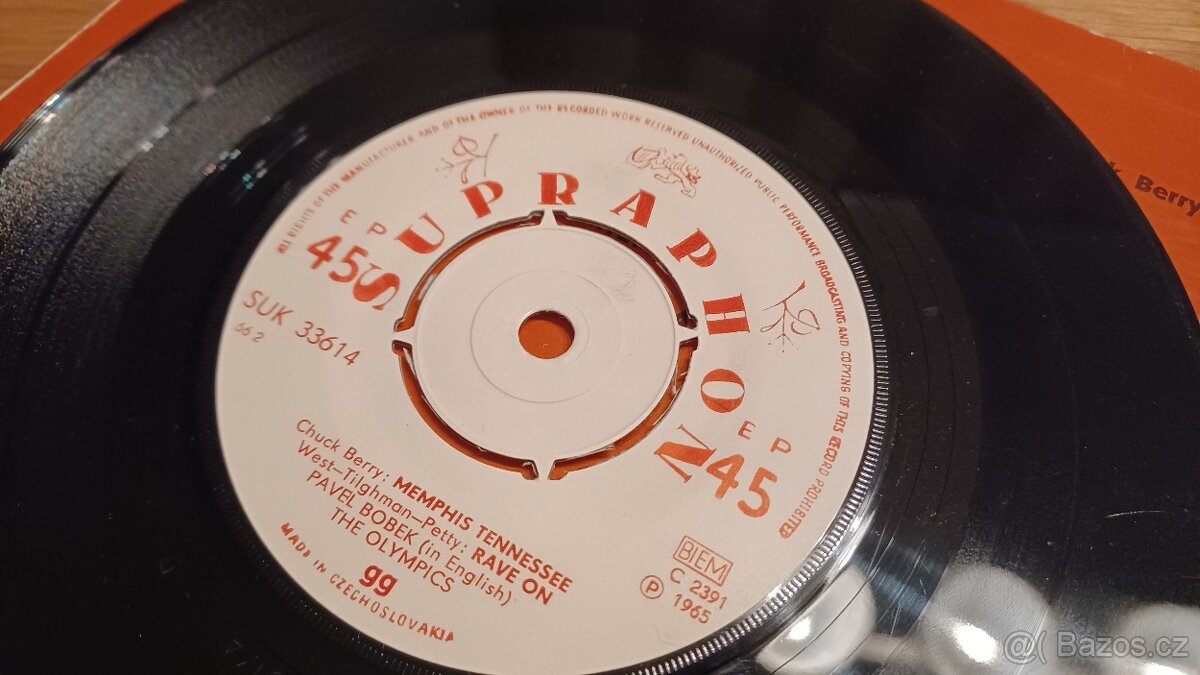 ALL RIGHTS OF THE MANUFACTURER AND OF THE OWNER OF THE RECORDED WORK RESERVED UNAUTHORIZED PUBLIC PERFORMANCE BROADCASTING AND COPYING OF THIS RECORD PROHIBITED
SUPRAPHON
EP
45
EP
45
SUK 33614
66 2
Chuck Berry: MEMPHIS TENNESSEE
West–Tilghman–Petty: RAVE ON
PAVEL BOBEK (in English)
THE OLYMPICS
gg
MADE IN CZECHOSLOVAKIA
BIEM
C 2391
℗ 1965
Berry
Bazos.cz